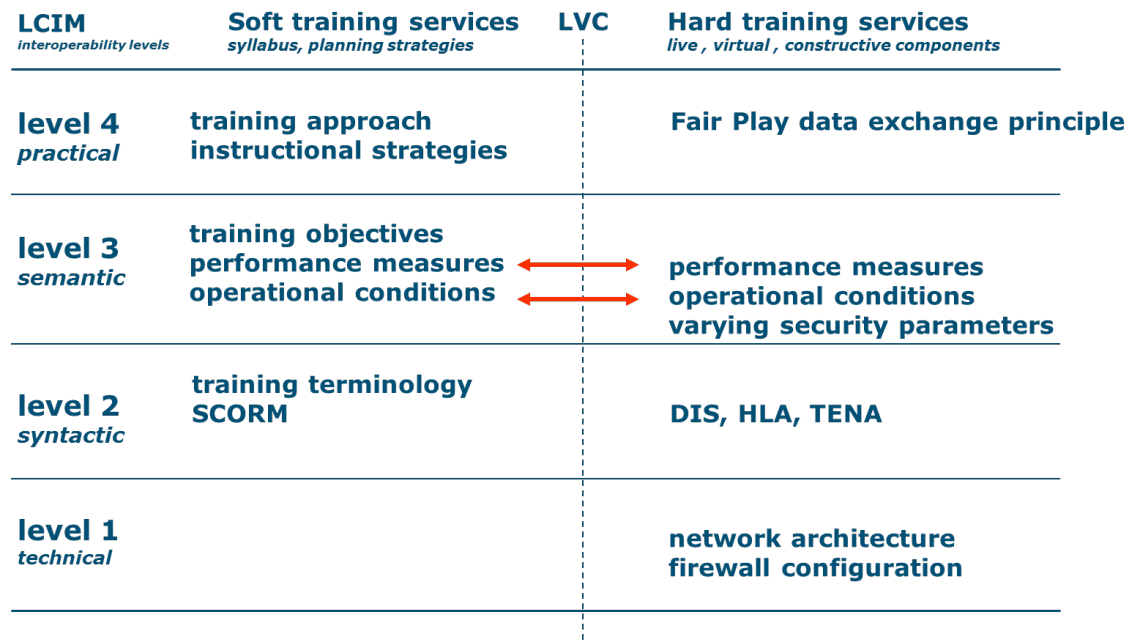 LCIM
interoperability levels
Soft training services
syllabus, planning strategies
LVC
Hard training services
live , virtual , constructive components
level 4
practical
training approach
instructional strategies
Fair Play data exchange principle
level 3
semantic
training objectives
performance measures
operational conditions
performance measures
operational conditions
varying security parameters
level 2
syntactic
training terminology
SCORM
DIS, HLA, TENA
level 1
technical
network architecture
firewall configuration